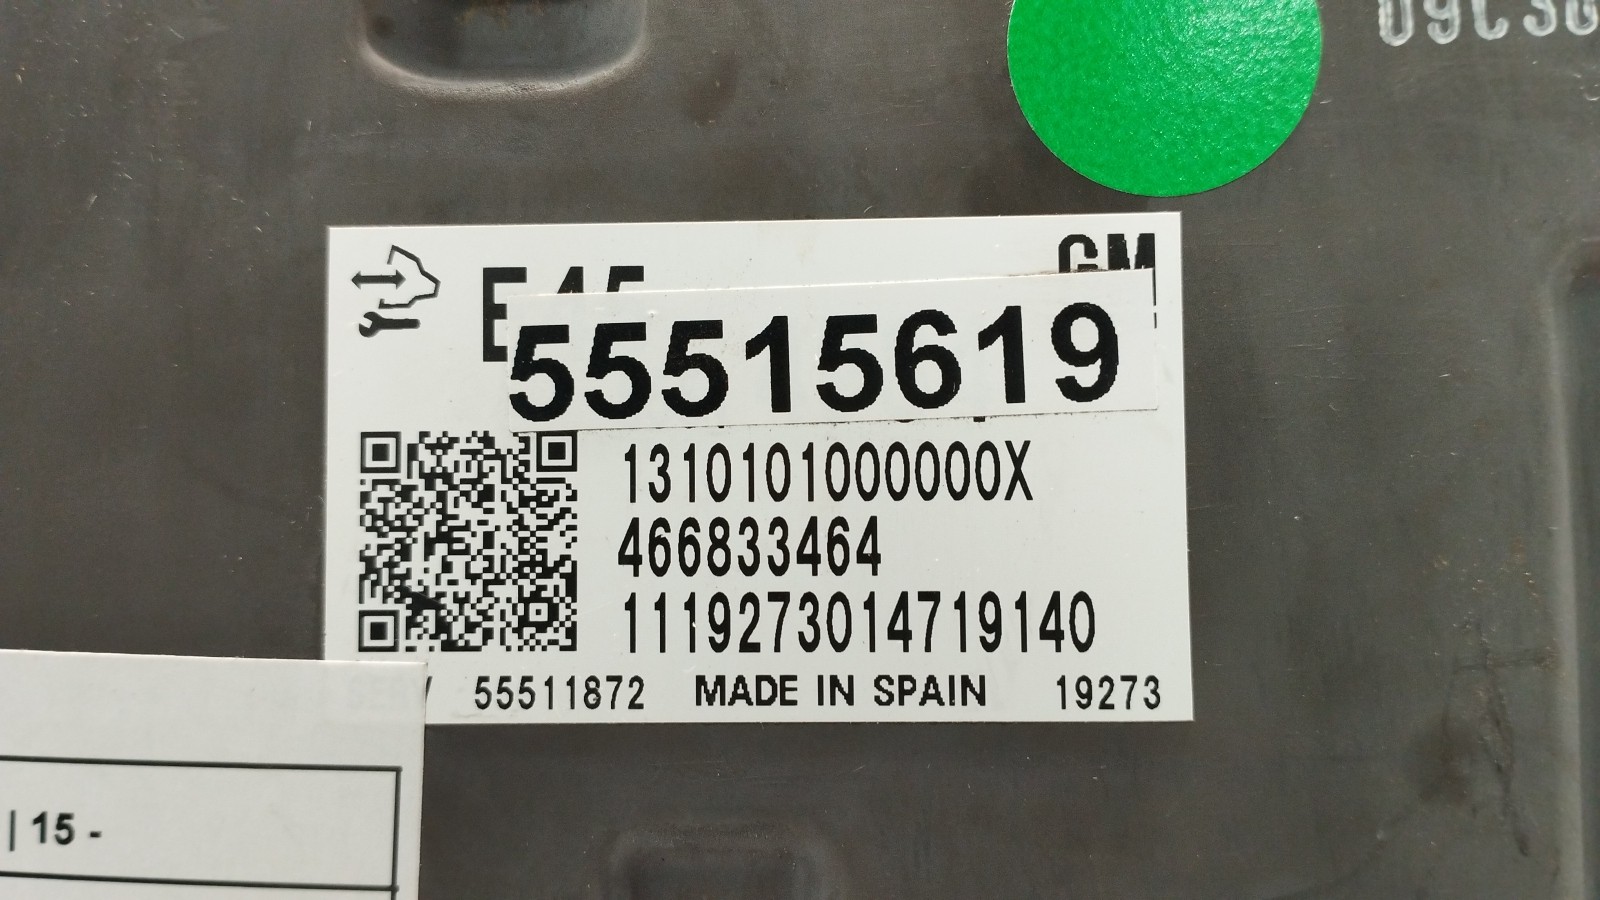 GM
55515619
1310101000000X
466833464
1119273014719140
55511872 MADE IN SPAIN 19273
| 15 -